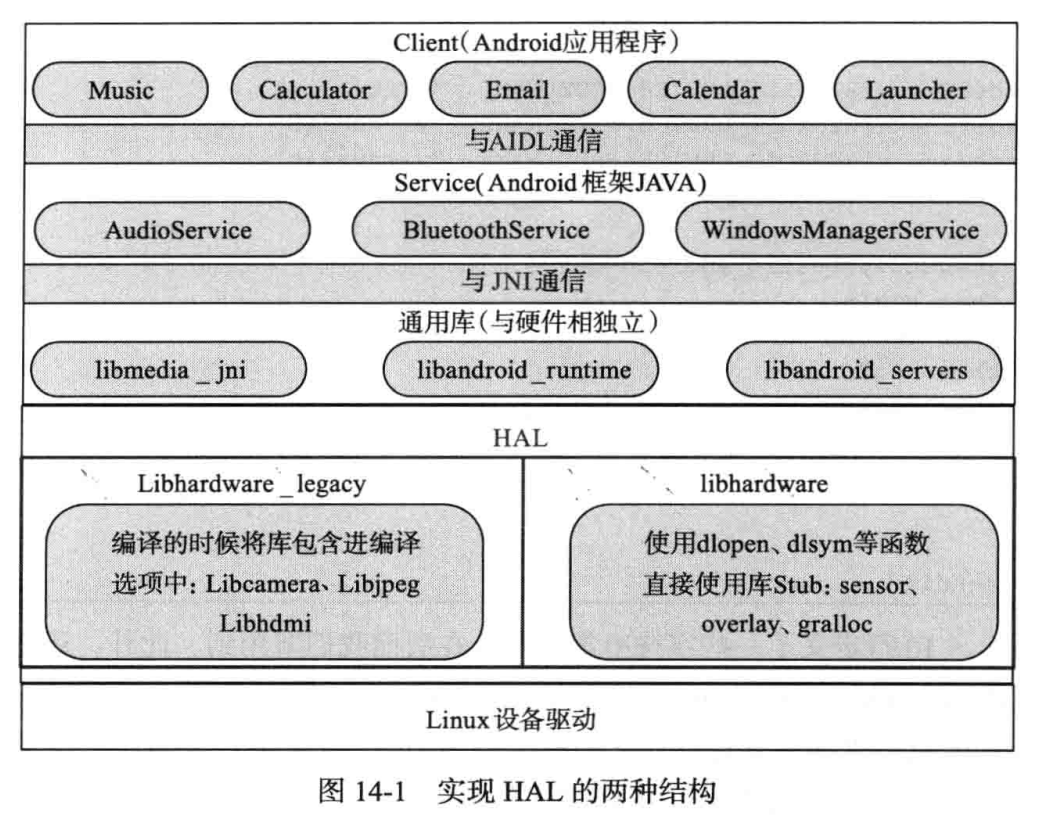 Client(Android应用程序)
Music Calculator Email Calendar Launcher
与AIDL通信
Service(Android框架JAVA)
AudioService BluetoothService WindowsManagerService
与JNI通信
通用库(与硬件相独立)
libmedia_jni libandroid_runtime libandroid_servers
HAL
Libhardware_legacy
编译的时候将库包含进编译
选项中:Libcamera、Libjpeg
Libhdmi
libhardware
使用dlopen、dlsym等函数
直接使用库Stub:sensor、
overlay、gralloc
Linux设备驱动
图 14-1 实现 HAL 的两种结构